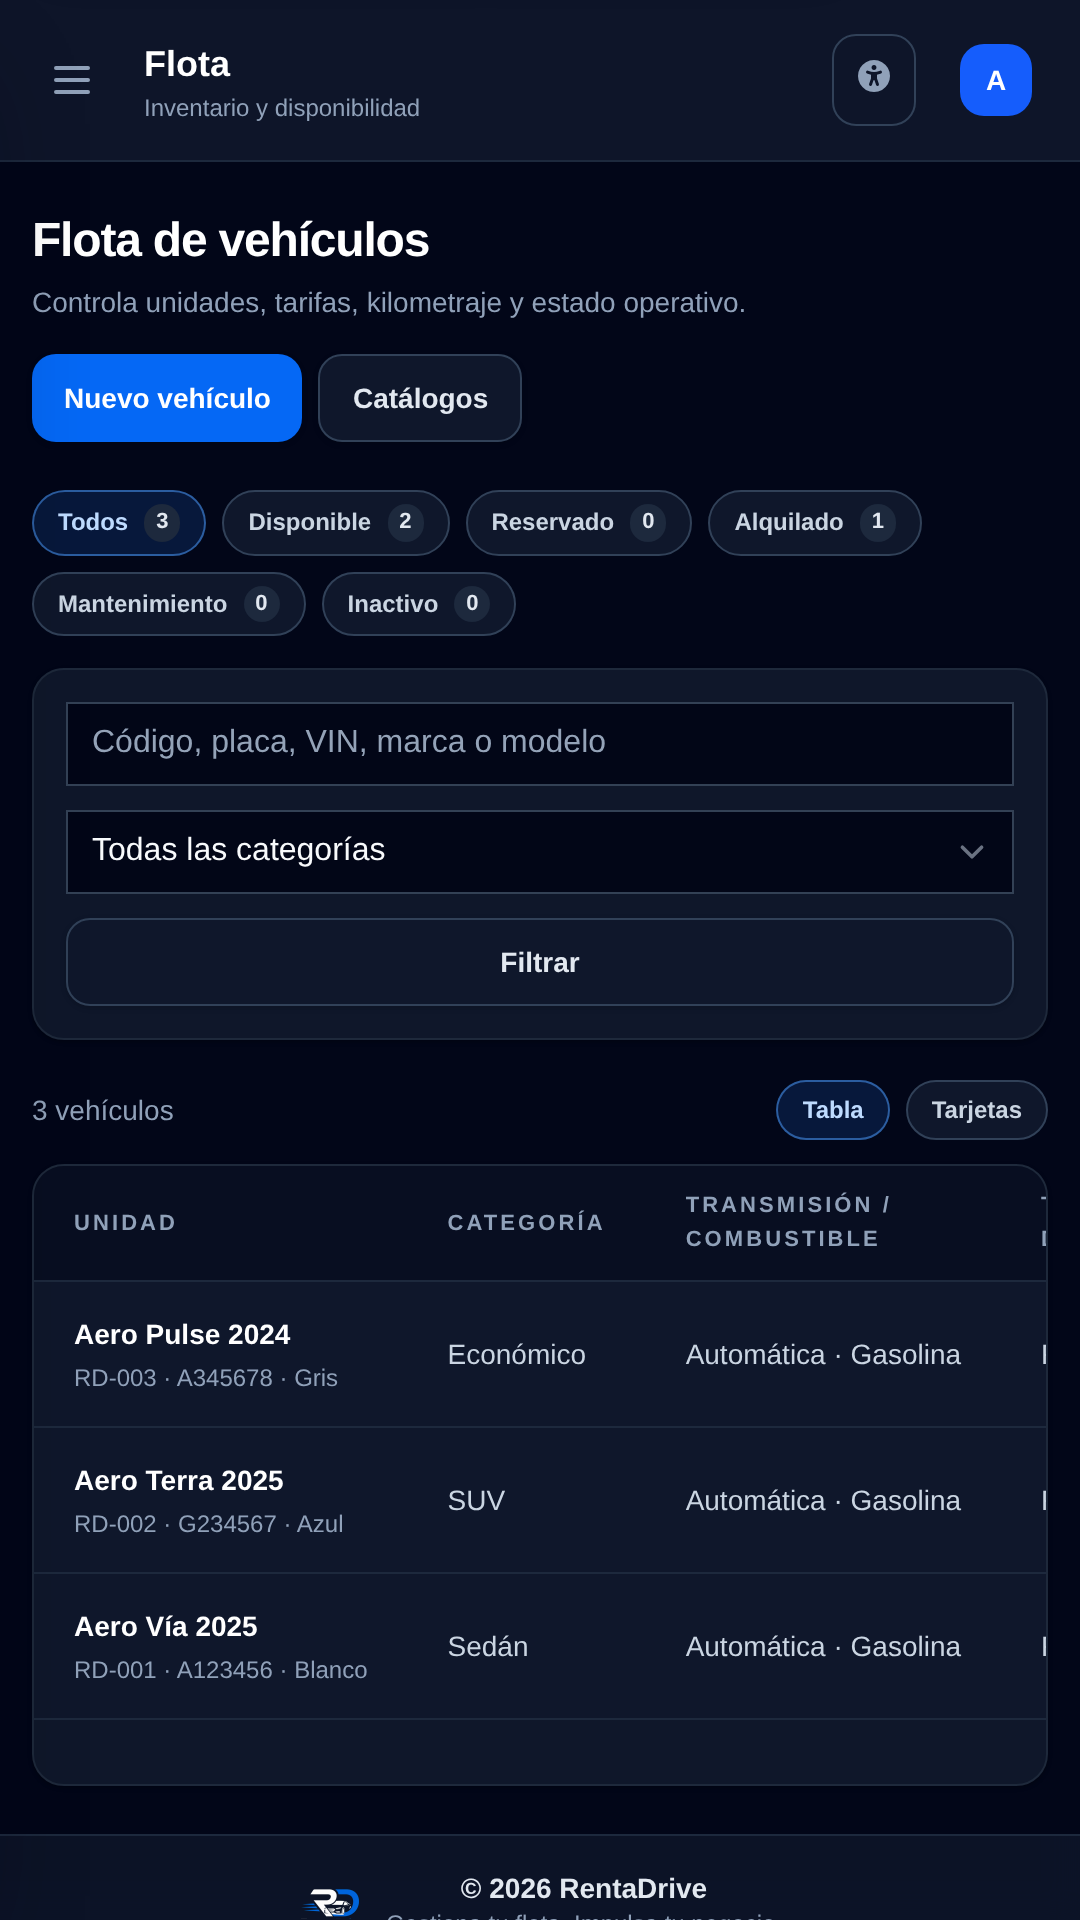 Flota
Inventario y disponibilidad
A
Flota de vehículos
Controla unidades, tarifas, kilometraje y estado operativo.
Nuevo vehículo
Catálogos
Todos 3
Disponible 2
Reservado 0
Alquilado 1
Mantenimiento 0
Inactivo 0
Código, placa, VIN, marca o modelo
Todas las categorías
Filtrar
3 vehículos
Tabla
Tarjetas
UNIDAD
CATEGORÍA
TRANSMISIÓN /
COMBUSTIBLE
Aero Pulse 2024
RD-003 · A345678 · Gris
Económico
Automática · Gasolina
Aero Terra 2025
RD-002 · G234567 · Azul
SUV
Automática · Gasolina
Aero Vía 2025
RD-001 · A123456 · Blanco
Sedán
Automática · Gasolina
RD
© 2026 RentaDrive